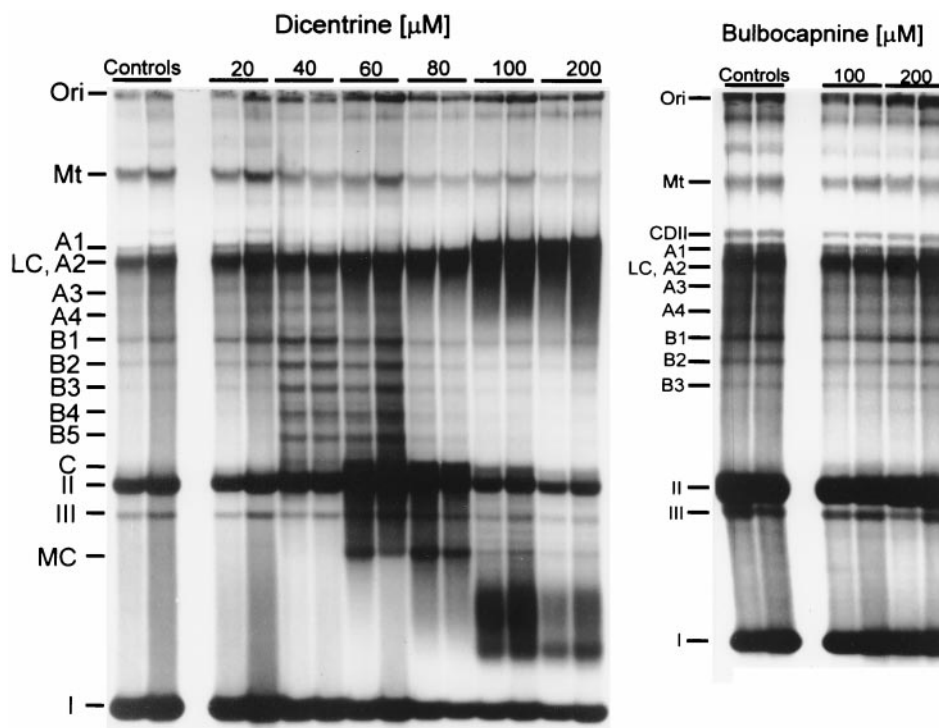 Dicentrine [μM]
Controls 20 40 60 80 100 200
Ori
Mt
A1
LC, A2
A3
A4
B1
B2
B3
B4
B5
C
II
III
MC
I
Bulbocapnine [μM]
Controls 100 200
Ori
Mt
CDII
A1
LC, A2
A3
A4
B1
B2
B3
II
III
I